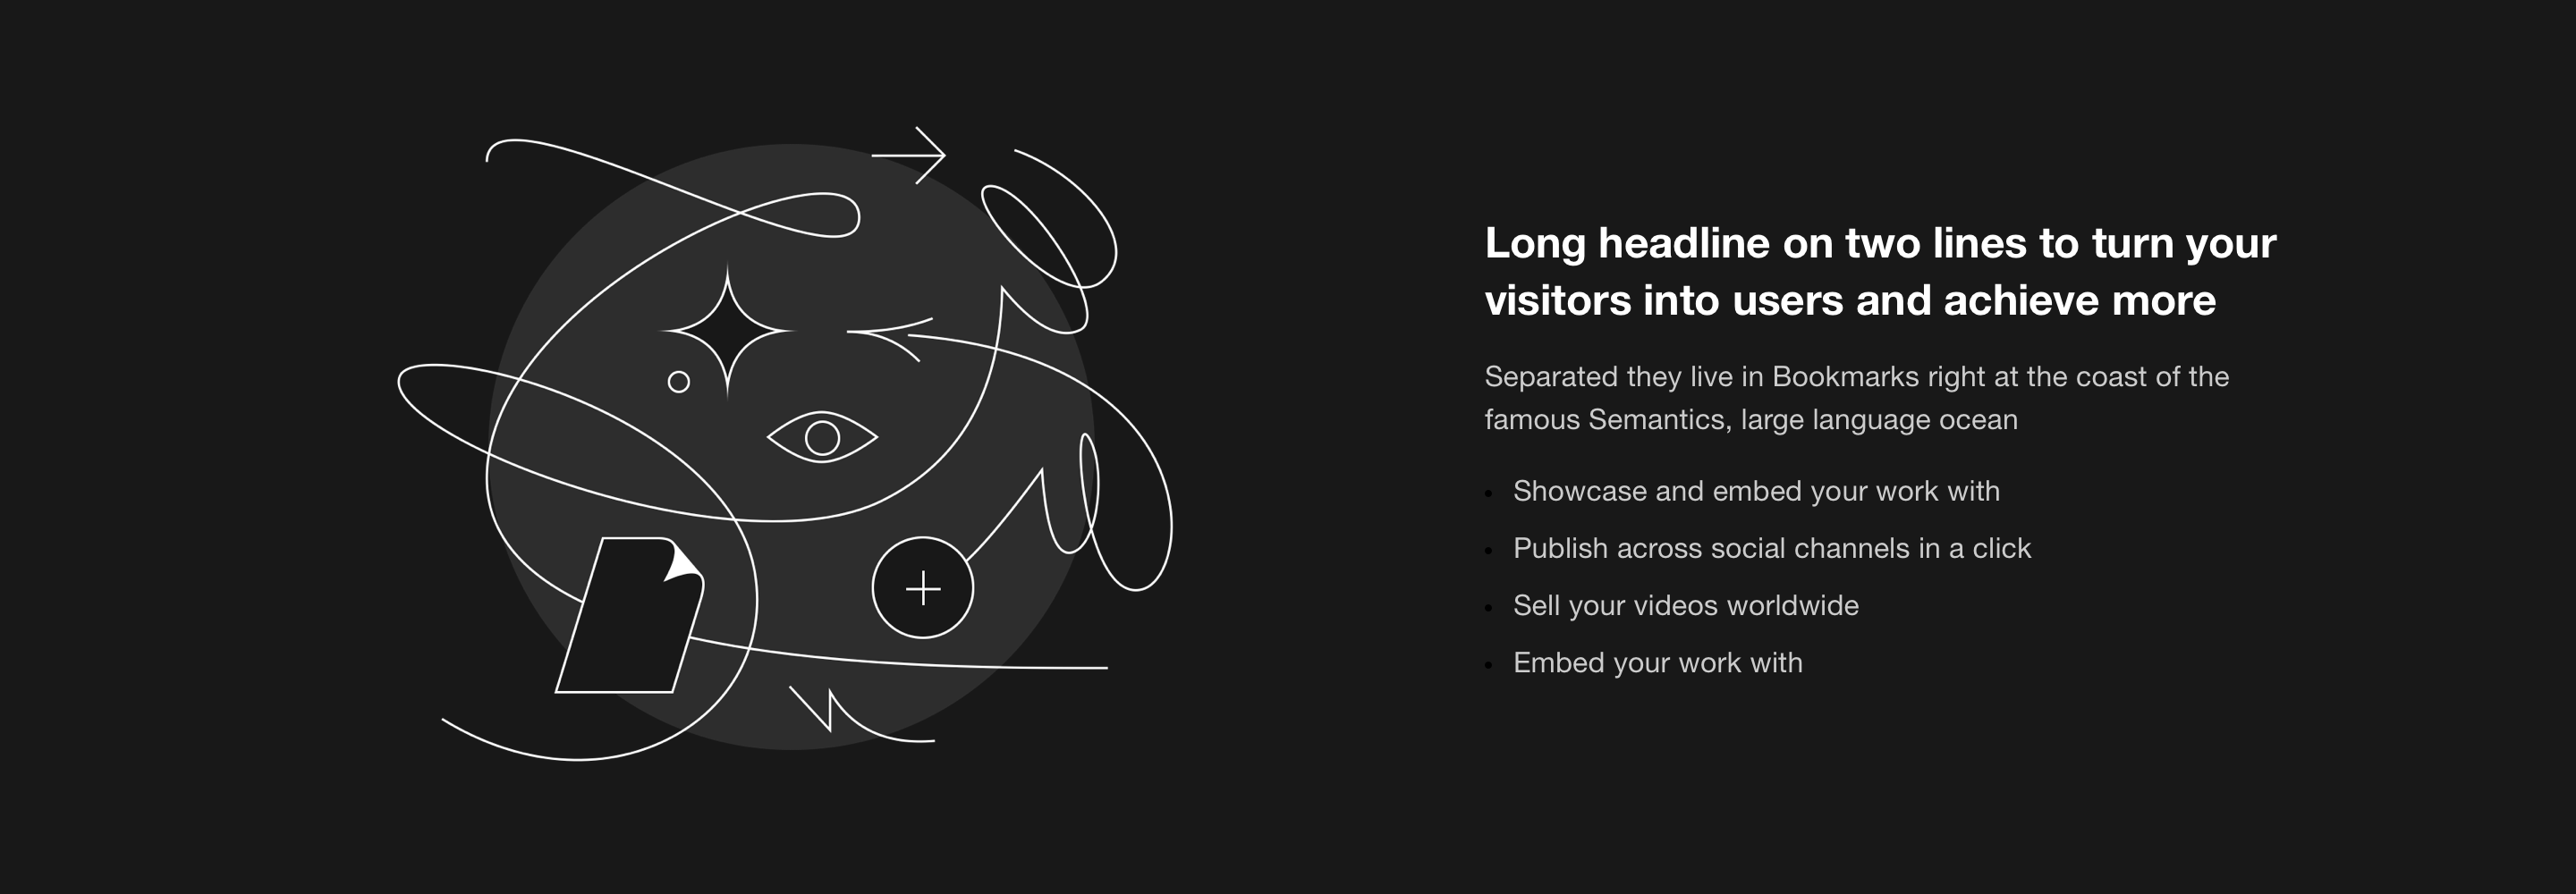 Long headline on two lines to turn your
visitors into users and achieve more
Separated they live in Bookmarks right at the coast of the
famous Semantics, large language ocean
• Showcase and embed your work with
• Publish across social channels in a click
• Sell your videos worldwide
• Embed your work with